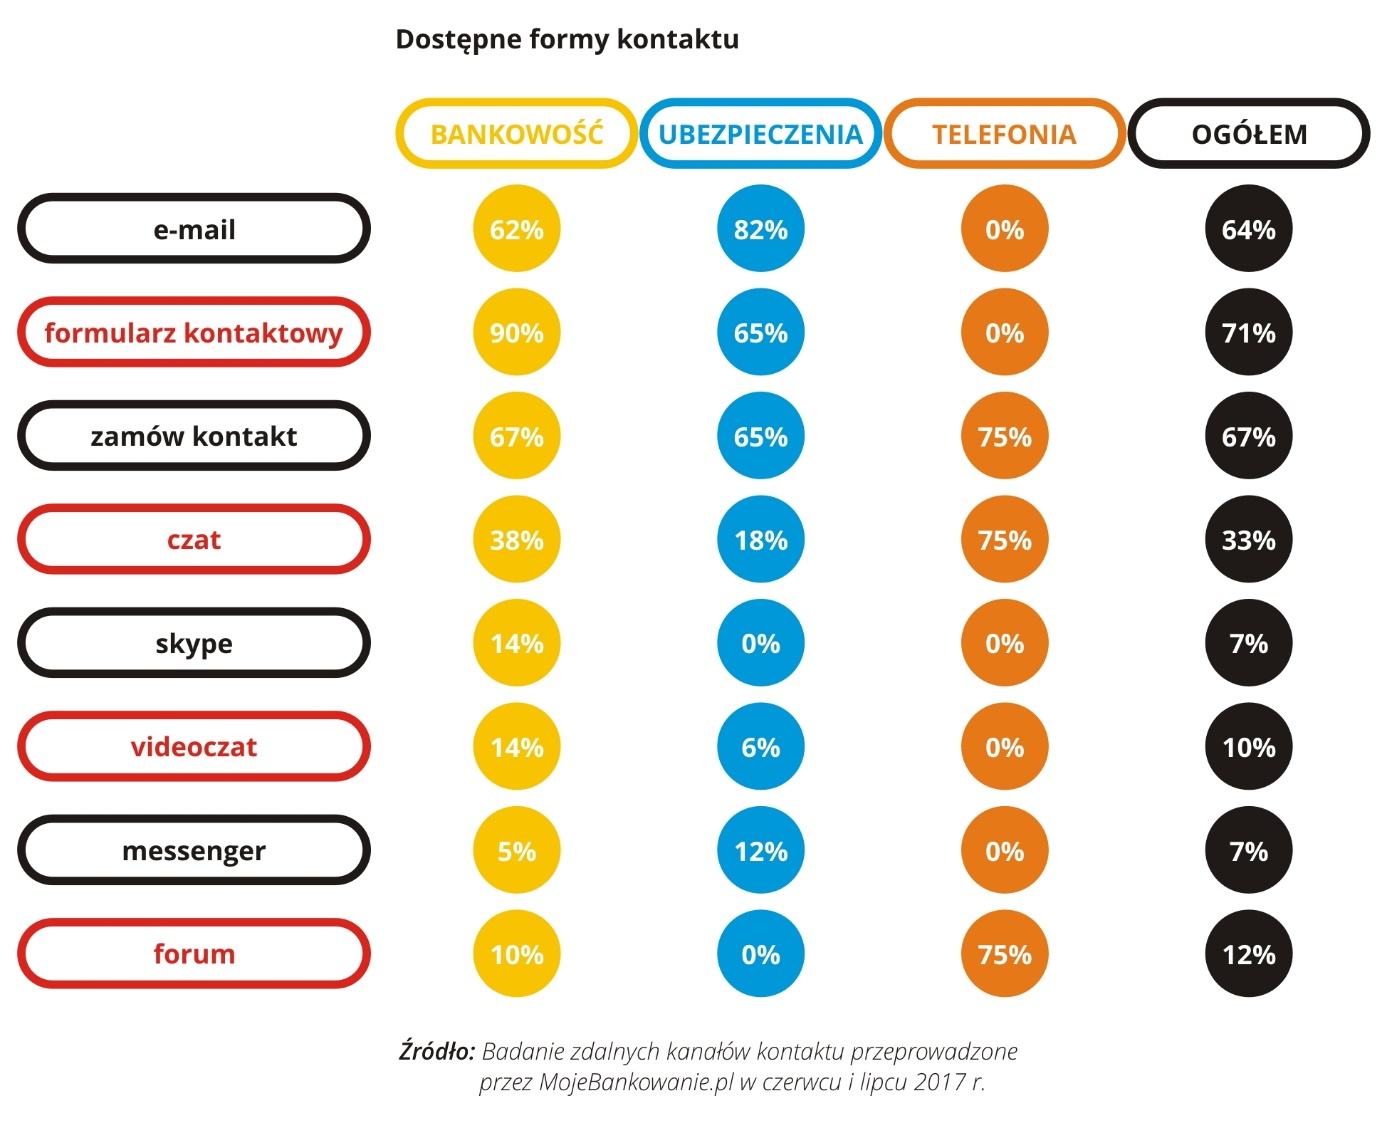 Dostępne formy kontaktu
BANKOWOŚĆ UBEZPIECZENIA TELEFONIA OGÓŁEM
e-mail 62% 82% 0% 64%
formularz kontaktowy 90% 65% 0% 71%
zamów kontakt 67% 65% 75% 67%
czat 38% 18% 75% 33%
skype 14% 0% 0% 7%
videoczat 14% 6% 0% 10%
messenger 5% 12% 0% 7%
forum 10% 0% 75% 12%
Źródło: Badanie zdalnych kanałów kontaktu przeprowadzone
przez MojeBankowanie.pl w czerwcu i lipcu 2017 r.